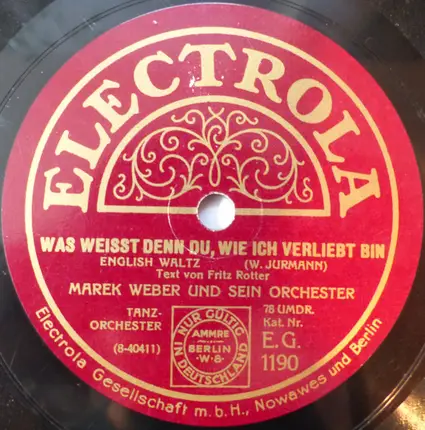 ELECTROLA
WAS WEISST DENN DU, WIE ICH VERLIEBT BIN
ENGLISH WALTZ (W. JURMANN)
Text von Fritz Rotter
MAREK WEBER UND SEIN ORCHESTER
TANZ-
ORCHESTER
(8-40411)
NUR GÜLTIG
IN DEUTSCHLAND
AMMRE
BERLIN
·W·8·
78 UMDR.
Kat. Nr.
E.G.
1190
Electrola Gesellschaft m.b.H., Nowawes und Berlin